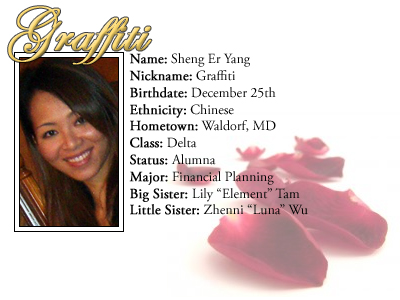 Graffiti
Name: Sheng Er Yang
Nickname: Graffiti
Birthdate: December 25th
Ethnicity: Chinese
Hometown: Waldorf, MD
Class: Delta
Status: Alumna
Major: Financial Planning
Big Sister: Lily “Element” Tam
Little Sister: Zhenni “Luna” Wu